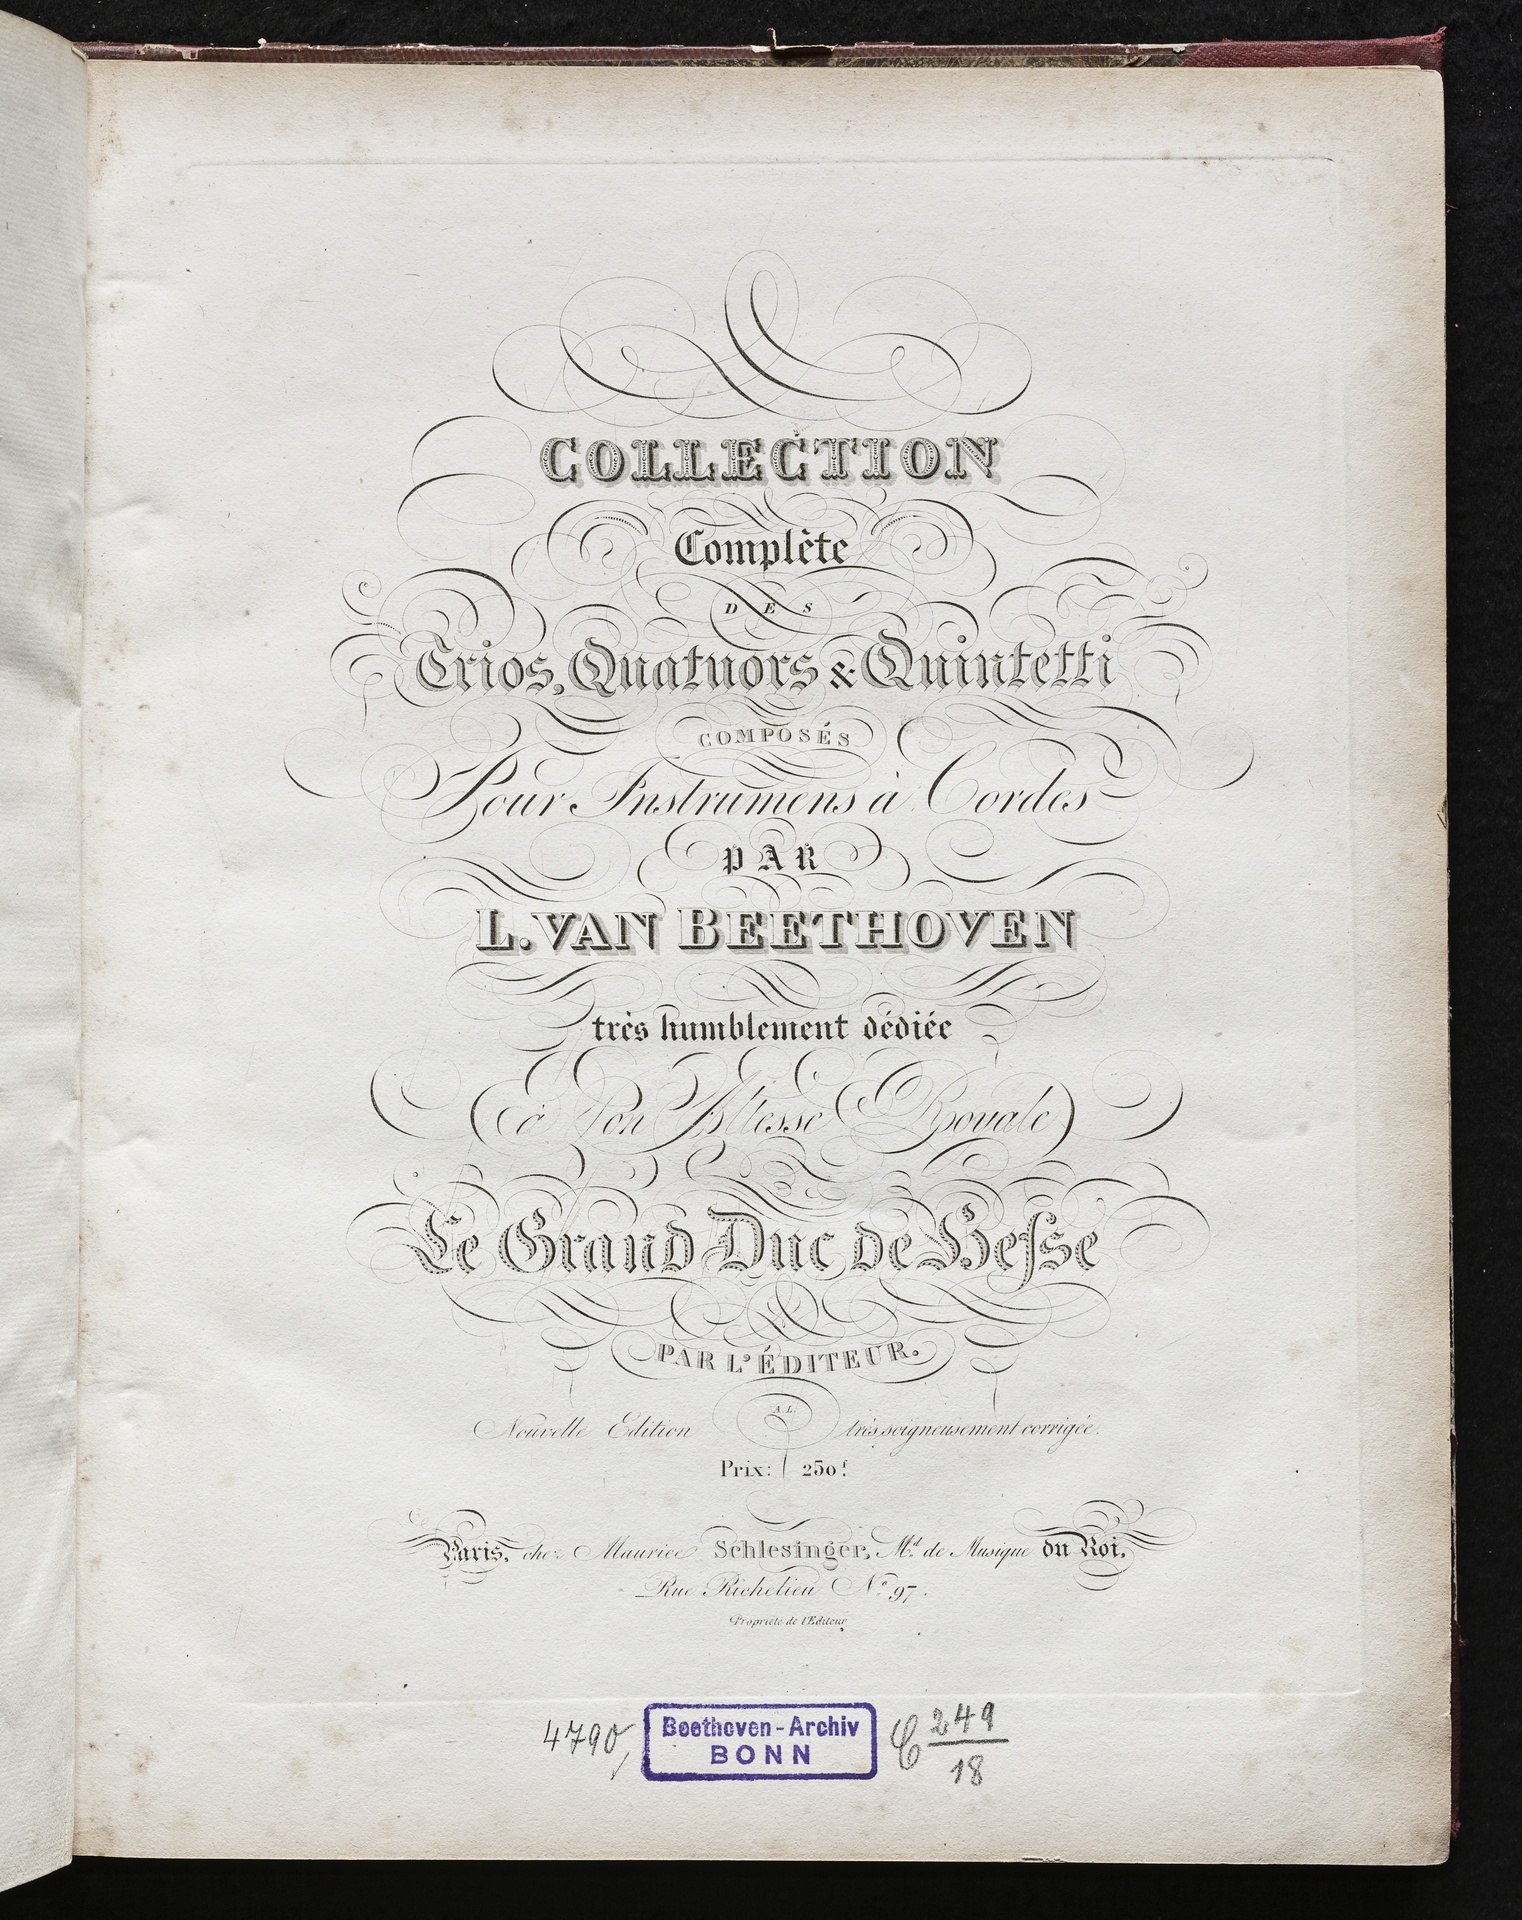 COLLECTION
Complète
DES
Trios, Quatuors & Quintetti
COMPOSÉS
Pour Instrumens à Cordes
PAR
L. VAN BEETHOVEN
très humblement dédiée
à Son Altesse Royale
Le Grand Duc de Hesse
PAR L'ÉDITEUR.
A.L.
Nouvelle Edition très soigneusement corrigée.
Prix: 250f.
Paris, chez Maurice Schlesinger, Md. de Musique du Roi.
Rue Richelieu No. 97.
Propriété de l'Editeur
4790
Beethoven-Archiv
BONN
C 249
18